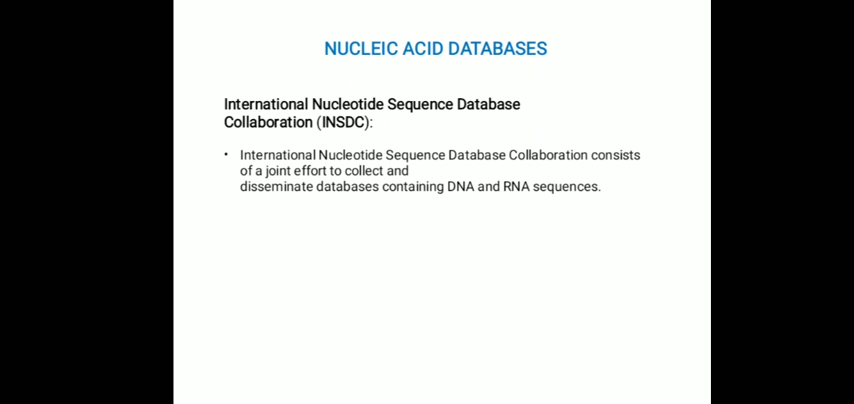 NUCLEIC ACID DATABASES
International Nucleotide Sequence Database
Collaboration (INSDC):
• International Nucleotide Sequence Database Collaboration consists
of a joint effort to collect and
disseminate databases containing DNA and RNA sequences.